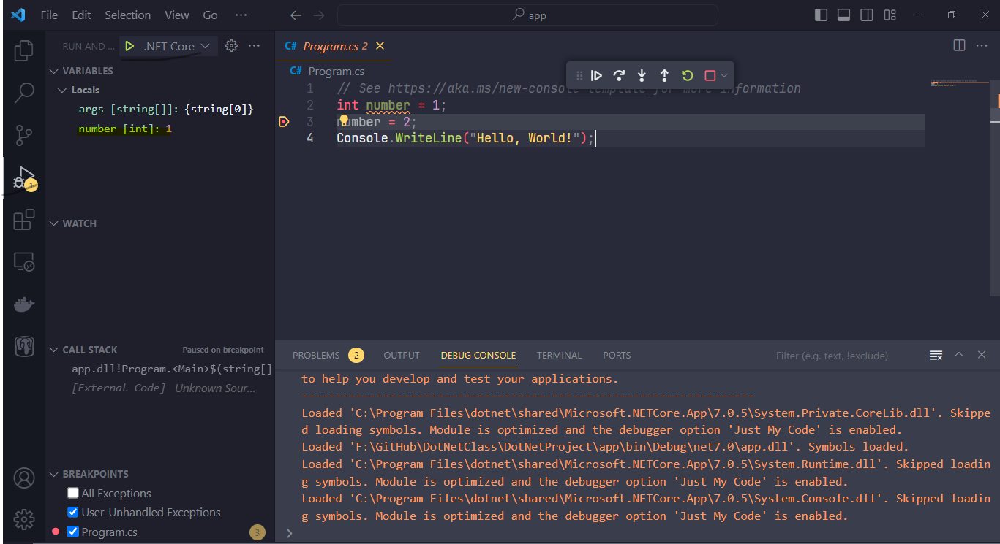 File Edit Selection View Go ··· app
RUN AND ... .NET Core ···
VARIABLES
Locals
args [string[]]: {string[0]}
number [int]: 1
WATCH
CALL STACK Paused on breakpoint
app.dll!Program.<Main>$(string[]
[External Code] Unknown Sour...
BREAKPOINTS
All Exceptions
User-Unhandled Exceptions
Program.cs 3
1
C# Program.cs 2
C# Program.cs
1 // See https://aka.ms/new-console-template for more information
2 int number = 1;
3 number = 2;
4 Console.WriteLine("Hello, World!");
PROBLEMS 2 OUTPUT DEBUG CONSOLE TERMINAL PORTS Filter (e.g. text, !exclude)
to help you develop and test your applications.
-------------------------------------------------------------------
Loaded 'C:\Program Files\dotnet\shared\Microsoft.NETCore.App\7.0.5\System.Private.CoreLib.dll'. Skippe
d loading symbols. Module is optimized and the debugger option 'Just My Code' is enabled.
Loaded 'F:\GitHub\DotNetClass\DotNetProject\app\bin\Debug\net7.0\app.dll'. Symbols loaded.
Loaded 'C:\Program Files\dotnet\shared\Microsoft.NETCore.App\7.0.5\System.Runtime.dll'. Skipped loadin
g symbols. Module is optimized and the debugger option 'Just My Code' is enabled.
Loaded 'C:\Program Files\dotnet\shared\Microsoft.NETCore.App\7.0.5\System.Console.dll'. Skipped loadin
g symbols. Module is optimized and the debugger option 'Just My Code' is enabled.